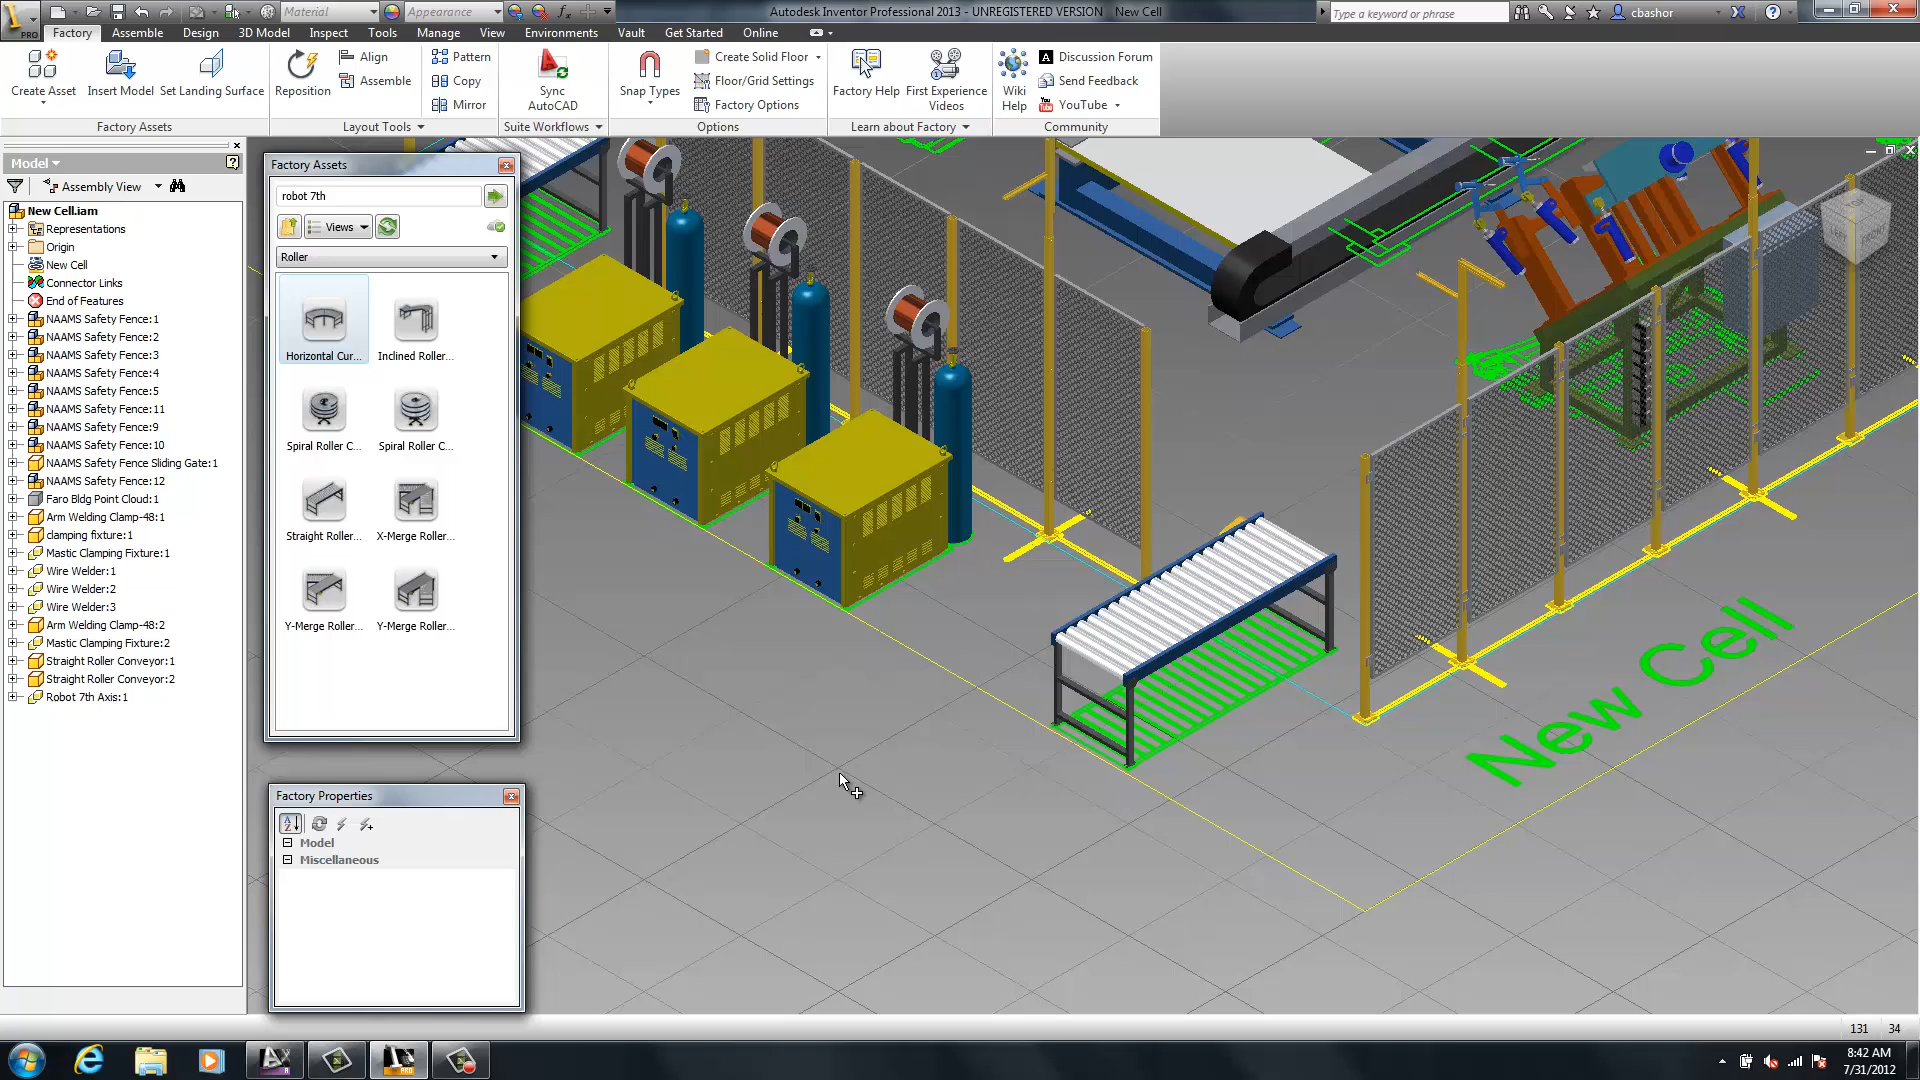 Material
Appearance
Autodesk Inventor Professional 2013 - UNREGISTERED VERSION New Cell
Type a keyword or phrase
cbashor
PRO
Factory
Assemble
Design
3D Model
Inspect
Tools
Manage
View
Environments
Vault
Get Started
Online
Create Asset
Insert Model
Set Landing Surface
Reposition
Align
Assemble
Pattern
Copy
Mirror
Sync
AutoCAD
Snap Types
Create Solid Floor
Floor/Grid Settings
Factory Options
Factory Help
First Experience
Videos
Wiki
Help
Discussion Forum
Send Feedback
YouTube
Factory Assets
Layout Tools
Suite Workflows
Options
Learn about Factory
Community
Model
Assembly View
New Cell.iam
Representations
Origin
New Cell
Connector Links
End of Features
NAAMS Safety Fence:1
NAAMS Safety Fence:2
NAAMS Safety Fence:3
NAAMS Safety Fence:4
NAAMS Safety Fence:5
NAAMS Safety Fence:11
NAAMS Safety Fence:9
NAAMS Safety Fence:10
NAAMS Safety Fence Sliding Gate:1
NAAMS Safety Fence:12
Faro Bldg Point Cloud:1
Arm Welding Clamp-48:1
clamping fixture:1
Mastic Clamping Fixture:1
Wire Welder:1
Wire Welder:2
Wire Welder:3
Arm Welding Clamp-48:2
Mastic Clamping Fixture:2
Straight Roller Conveyor:1
Straight Roller Conveyor:2
Robot 7th Axis:1
Factory Assets
robot 7th
Views
Roller
Horizontal Cur...
Inclined Roller...
Spiral Roller C...
Spiral Roller C...
Straight Roller...
X-Merge Roller...
Y-Merge Roller...
Y-Merge Roller...
Factory Properties
Model
Miscellaneous
New Cell
131 34
8:42 AM
7/31/2012